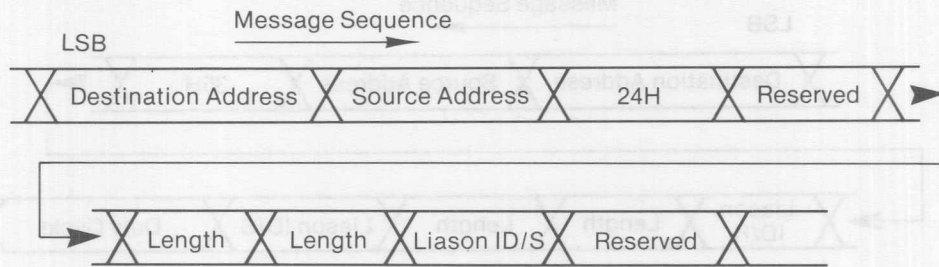 Message Sequence
LSB
Destination Address Source Address 24H Reserved
Length Length Liason ID/S Reserved